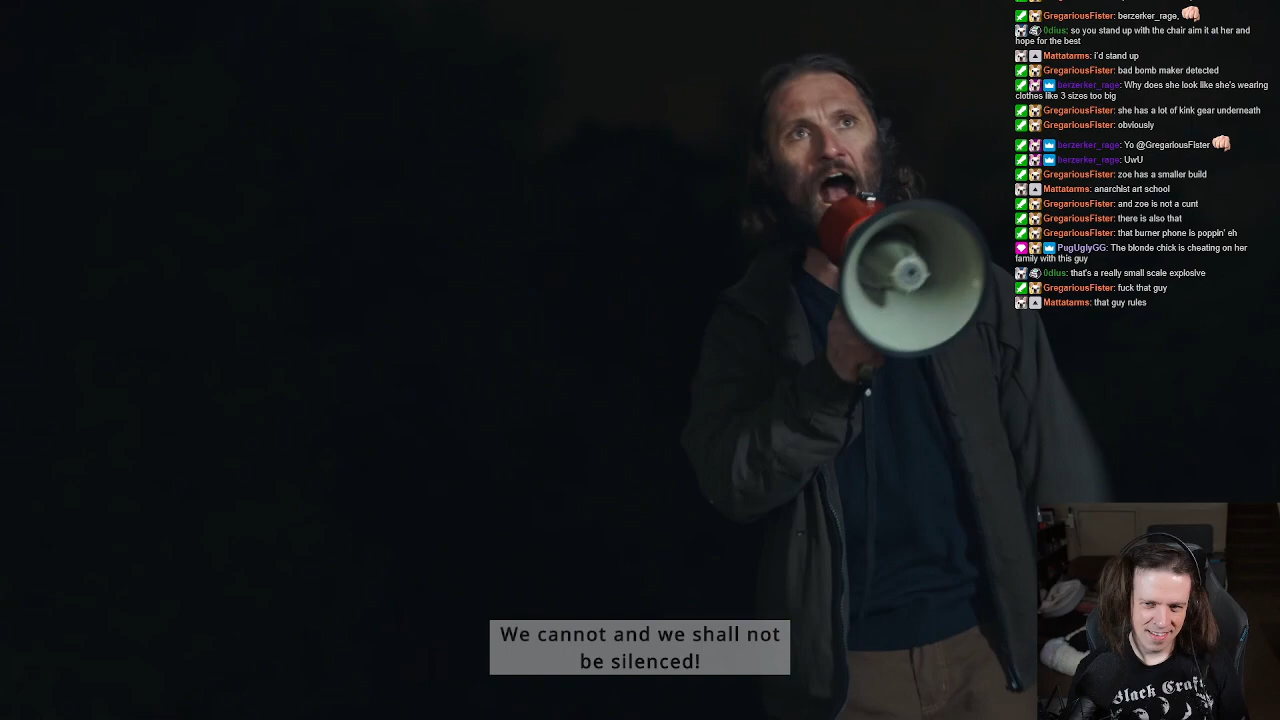 GregariousFister: berzerker_rage,
0dius: so you stand up with the chair aim it at her and
hope for the best
Mattatarms: i'd stand up
GregariousFister: bad bomb maker detected
berzerker_rage: Why does she look like she's wearing
clothes like 3 sizes too big
GregariousFister: she has a lot of kink gear underneath
GregariousFister: obviously
berzerker_rage: Yo @GregariousFister
berzerker_rage: UwU
GregariousFister: zoe has a smaller build
Mattatarms: anarchist art school
GregariousFister: and zoe is not a cunt
GregariousFister: there is also that
GregariousFister: that burner phone is poppin' eh
PugUglyGG: The blonde chick is cheating on her
family with this guy
0dius: that's a really small scale explosive
GregariousFister: fuck that guy
Mattatarms: that guy rules
We cannot and we shall not
be silenced!
Black Craf